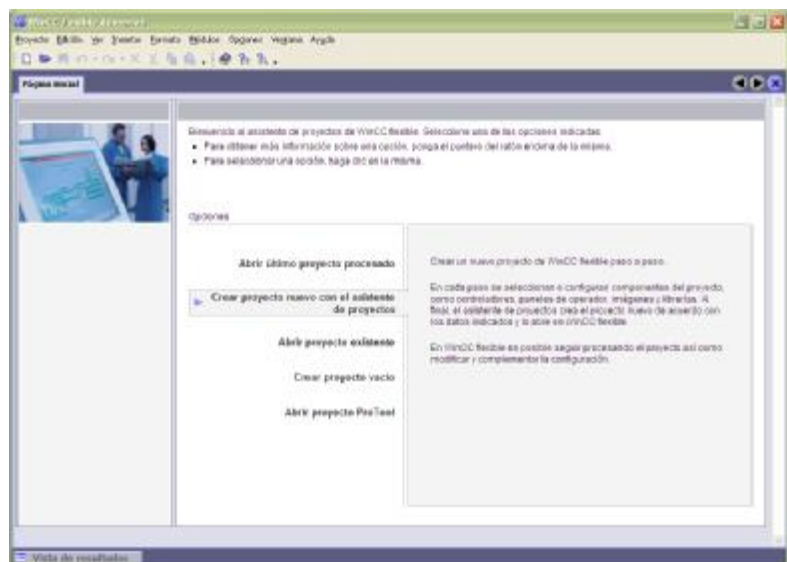 WinCC flexible Advanced
Proyecto Edición Ver Insertar Formato Módulos Opciones Ventana Ayuda
Página inicial
Bienvenido al asistente de proyectos de WinCC flexible. Seleccione una de las opciones indicadas.
• Para obtener más información sobre una opción, ponga el puntero del ratón encima de la misma.
• Para seleccionar una opción, haga clic en la misma.
Opciones
Abrir último proyecto procesado
Crear proyecto nuevo con el asistente
de proyectos
Abrir proyecto existente
Crear proyecto vacío
Abrir proyecto ProTool
Crear un nuevo proyecto de WinCC flexible paso a paso.
En cada paso se seleccionan o configuran componentes del proyecto,
como controladores, paneles de operador, imágenes y librerías. Al
final, el asistente de proyectos crea el proyecto nuevo de acuerdo con
los datos indicados y lo abre en WinCC flexible.
En WinCC flexible es posible seguir procesando el proyecto así como
modificar y complementar la configuración.
Vista de resultados